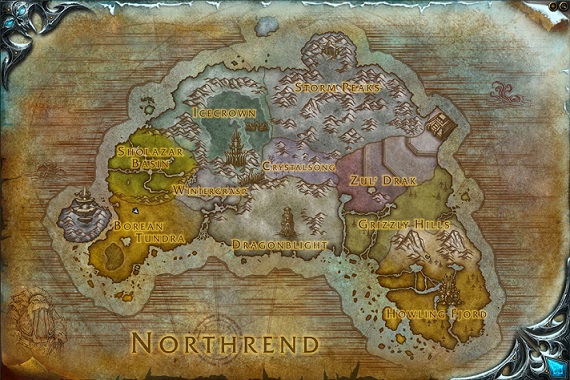 Storm Peaks
Icecrown
Sholazar
Basin
Crystalsong
Zul' Drak
Wintergrasp
Borean
Tundra
Grizzly Hills
Dragonblight
Howling Fjord
Northrend